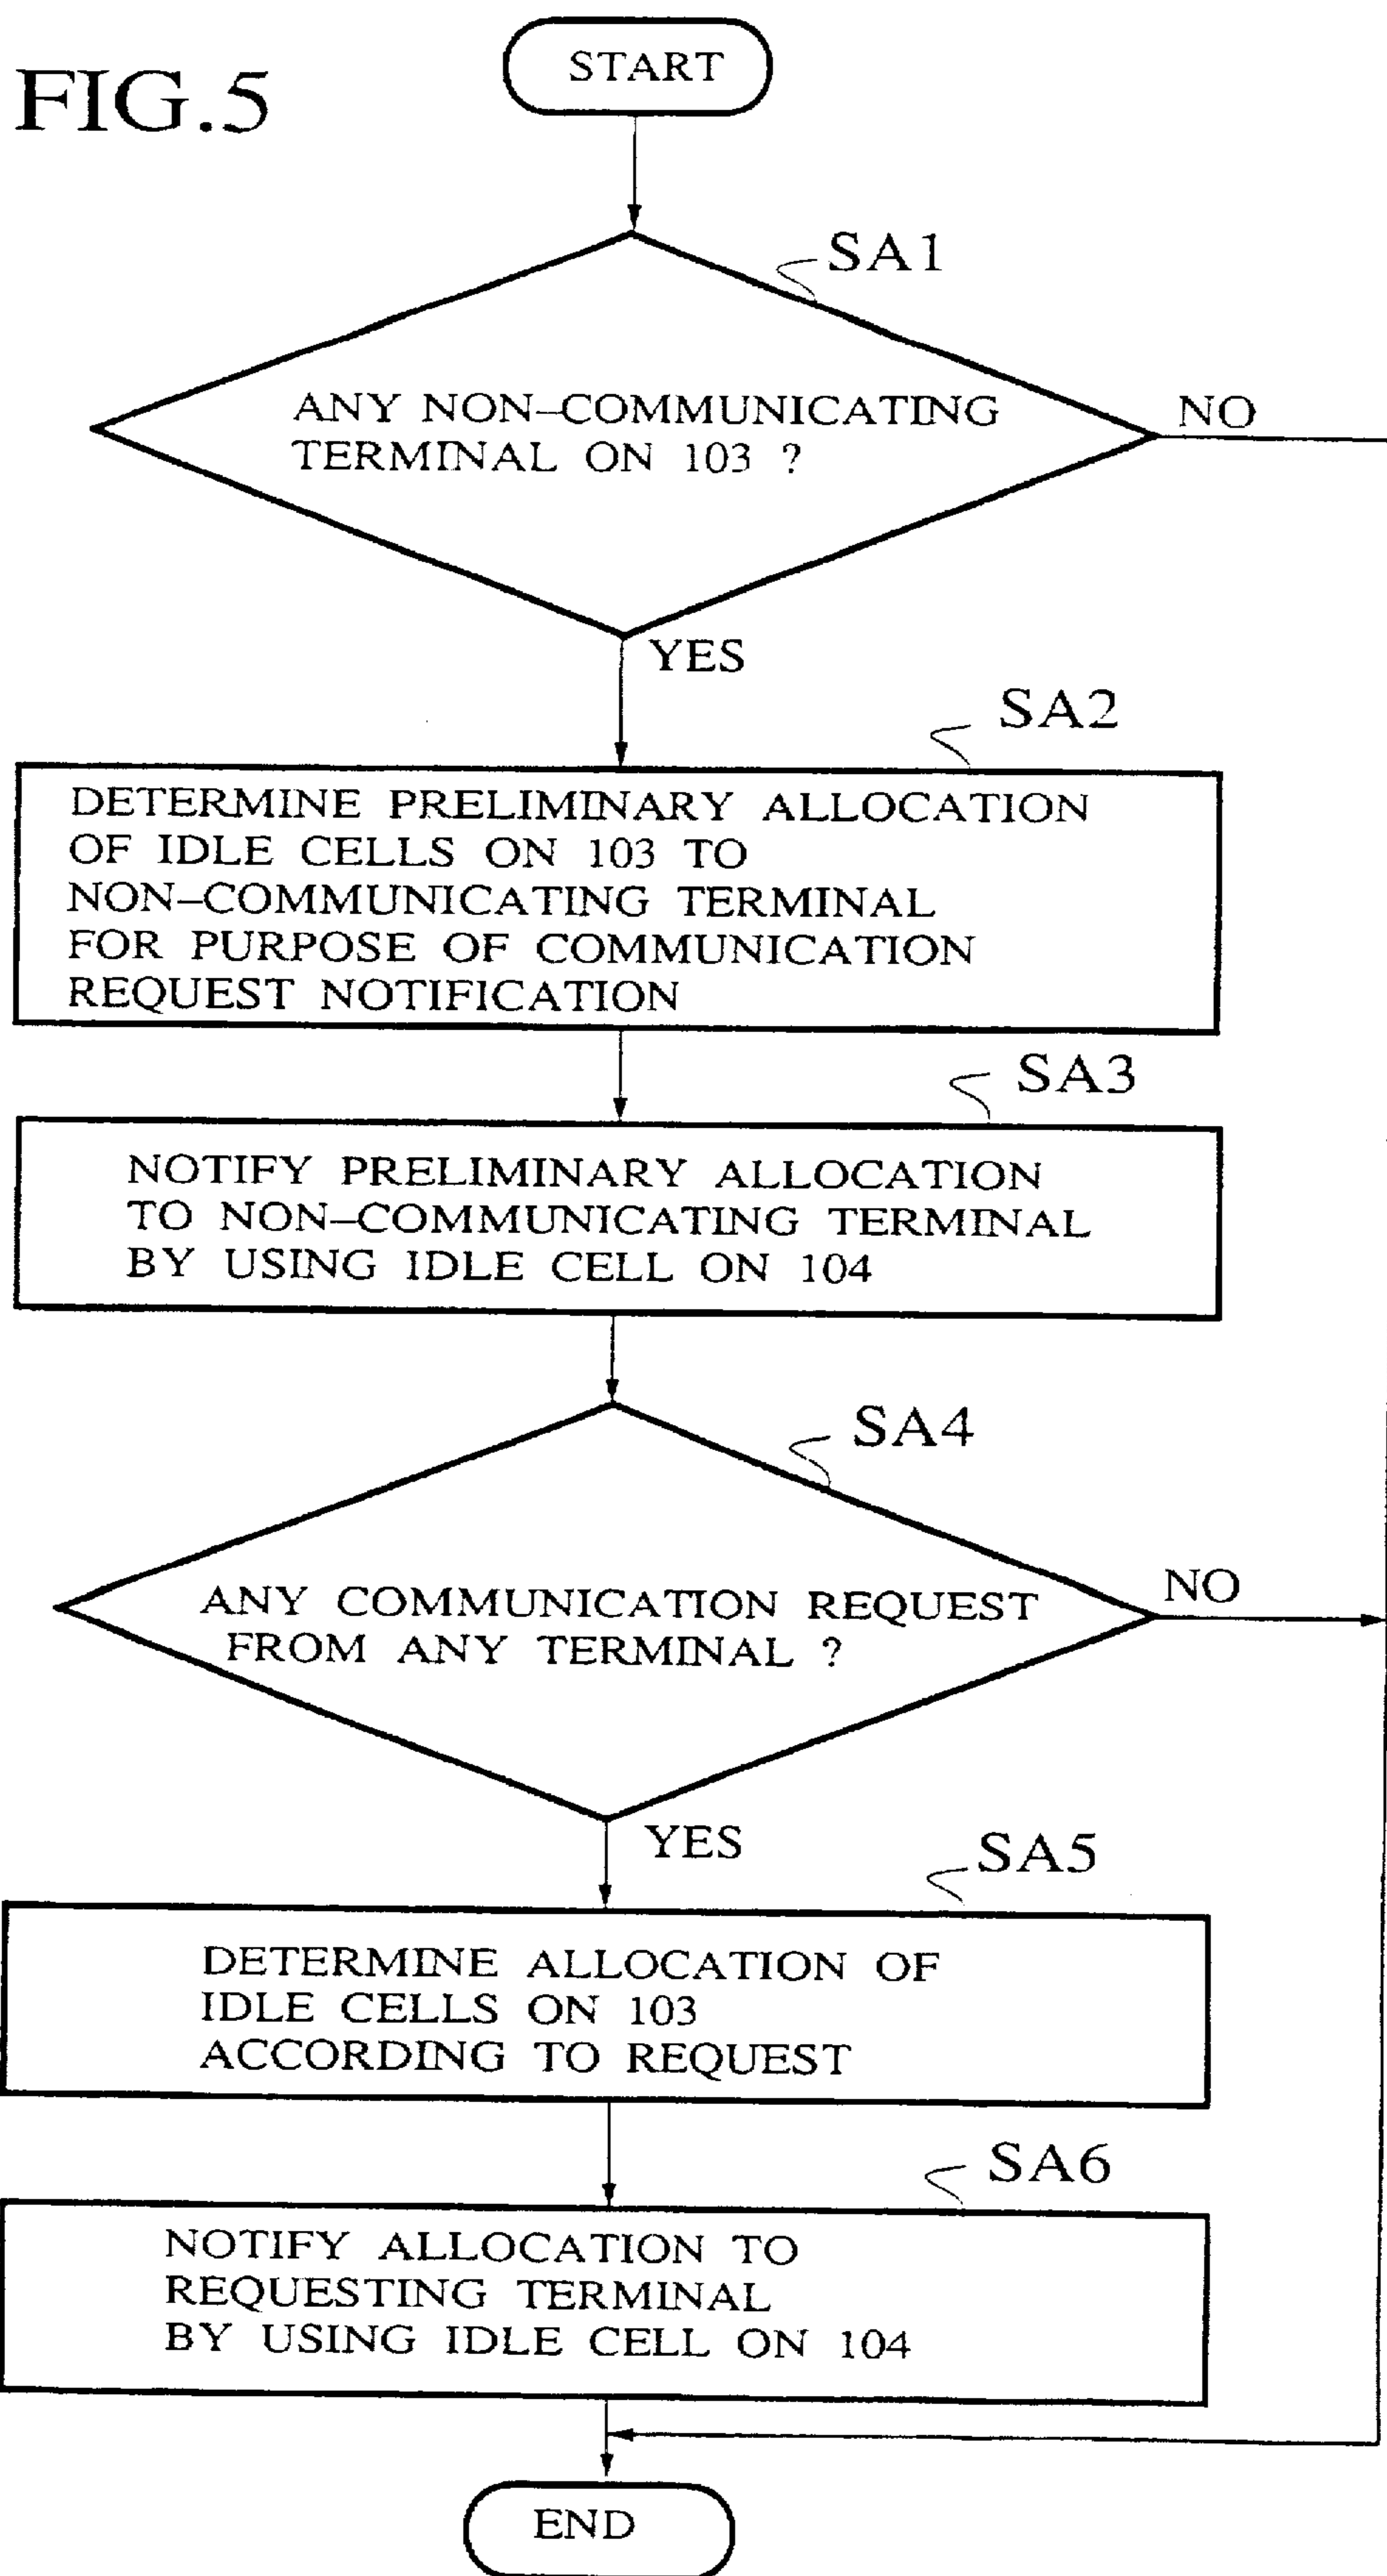 FIG.5
START
SA1
ANY NON–COMMUNICATING
TERMINAL ON 103 ?
NO
YES
SA2
DETERMINE PRELIMINARY ALLOCATION
OF IDLE CELLS ON 103 TO
NON–COMMUNICATING TERMINAL
FOR PURPOSE OF COMMUNICATION
REQUEST NOTIFICATION
SA3
NOTIFY PRELIMINARY ALLOCATION
TO NON–COMMUNICATING TERMINAL
BY USING IDLE CELL ON 104
SA4
ANY COMMUNICATION REQUEST
FROM ANY TERMINAL ?
NO
YES
SA5
DETERMINE ALLOCATION OF
IDLE CELLS ON 103
ACCORDING TO REQUEST
SA6
NOTIFY ALLOCATION TO
REQUESTING TERMINAL
BY USING IDLE CELL ON 104
END